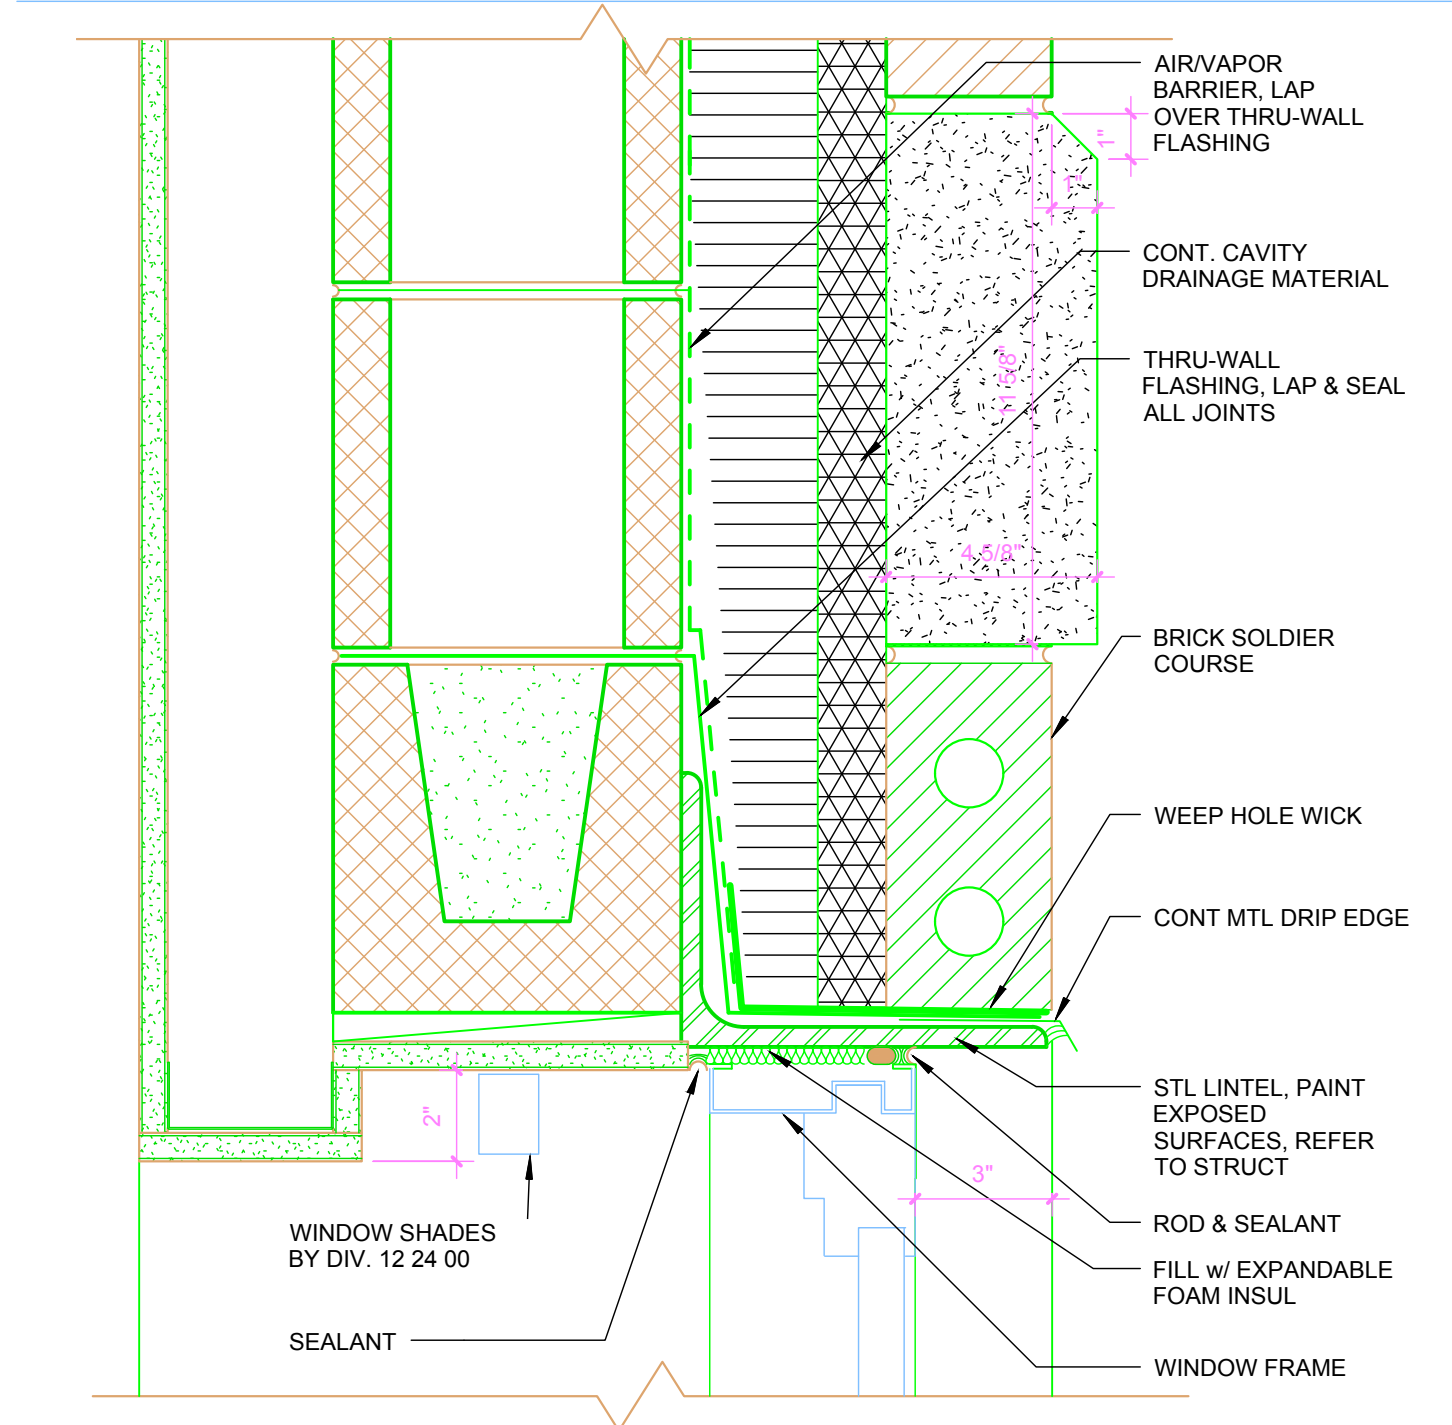 AIR/VAPOR
BARRIER, LAP
OVER THRU-WALL
FLASHING
1"
1"
CONT. CAVITY
DRAINAGE MATERIAL
THRU-WALL
FLASHING, LAP & SEAL
ALL JOINTS
11 5/8"
4 5/8"
BRICK SOLDIER
COURSE
WEEP HOLE WICK
CONT MTL DRIP EDGE
STL LINTEL, PAINT
EXPOSED
SURFACES, REFER
TO STRUCT
2"
3"
ROD & SEALANT
WINDOW SHADES
BY DIV. 12 24 00
FILL w/ EXPANDABLE
FOAM INSUL
SEALANT
WINDOW FRAME